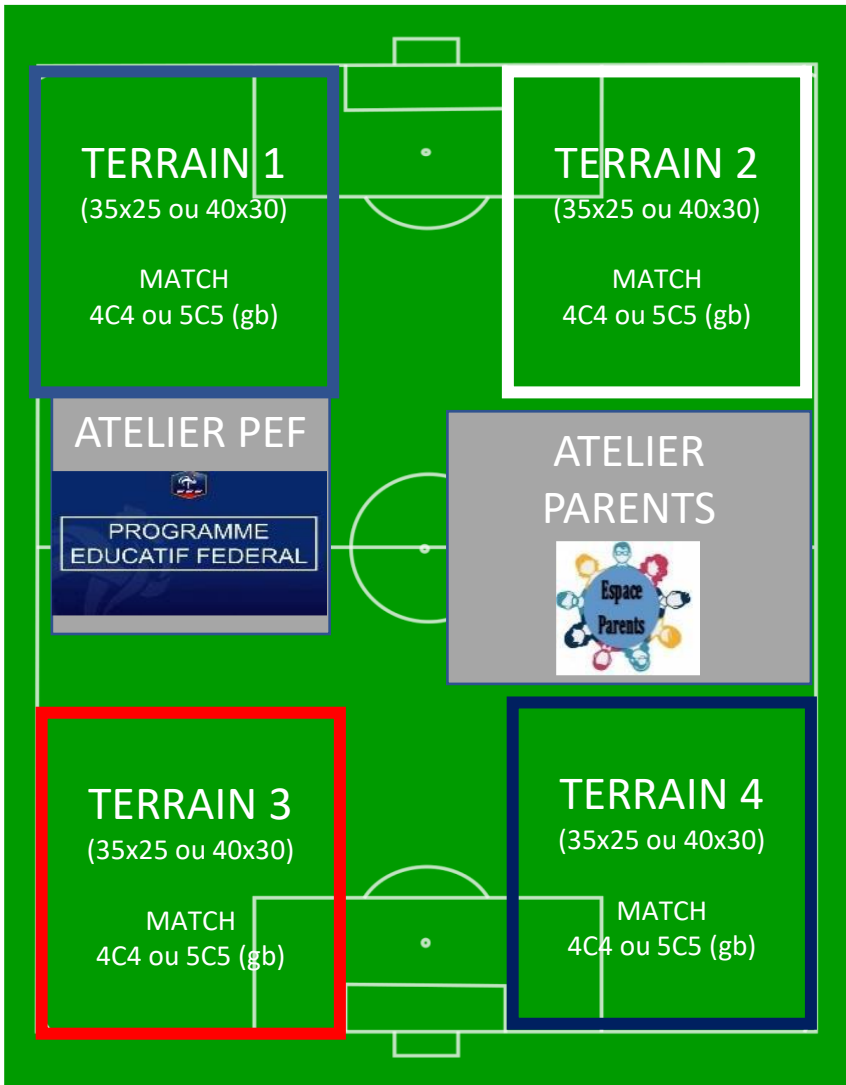 TERRAIN 1
(35x25 ou 40x30)
MATCH
4C4 ou 5C5 (gb)
TERRAIN 2
(35x25 ou 40x30)
MATCH
4C4 ou 5C5 (gb)
ATELIER PEF
PROGRAMME
EDUCATIF FEDERAL
ATELIER
PARENTS
Espace
Parents
TERRAIN 3
(35x25 ou 40x30)
MATCH
4C4 ou 5C5 (gb)
TERRAIN 4
(35x25 ou 40x30)
MATCH
4C4 ou 5C5 (gb)